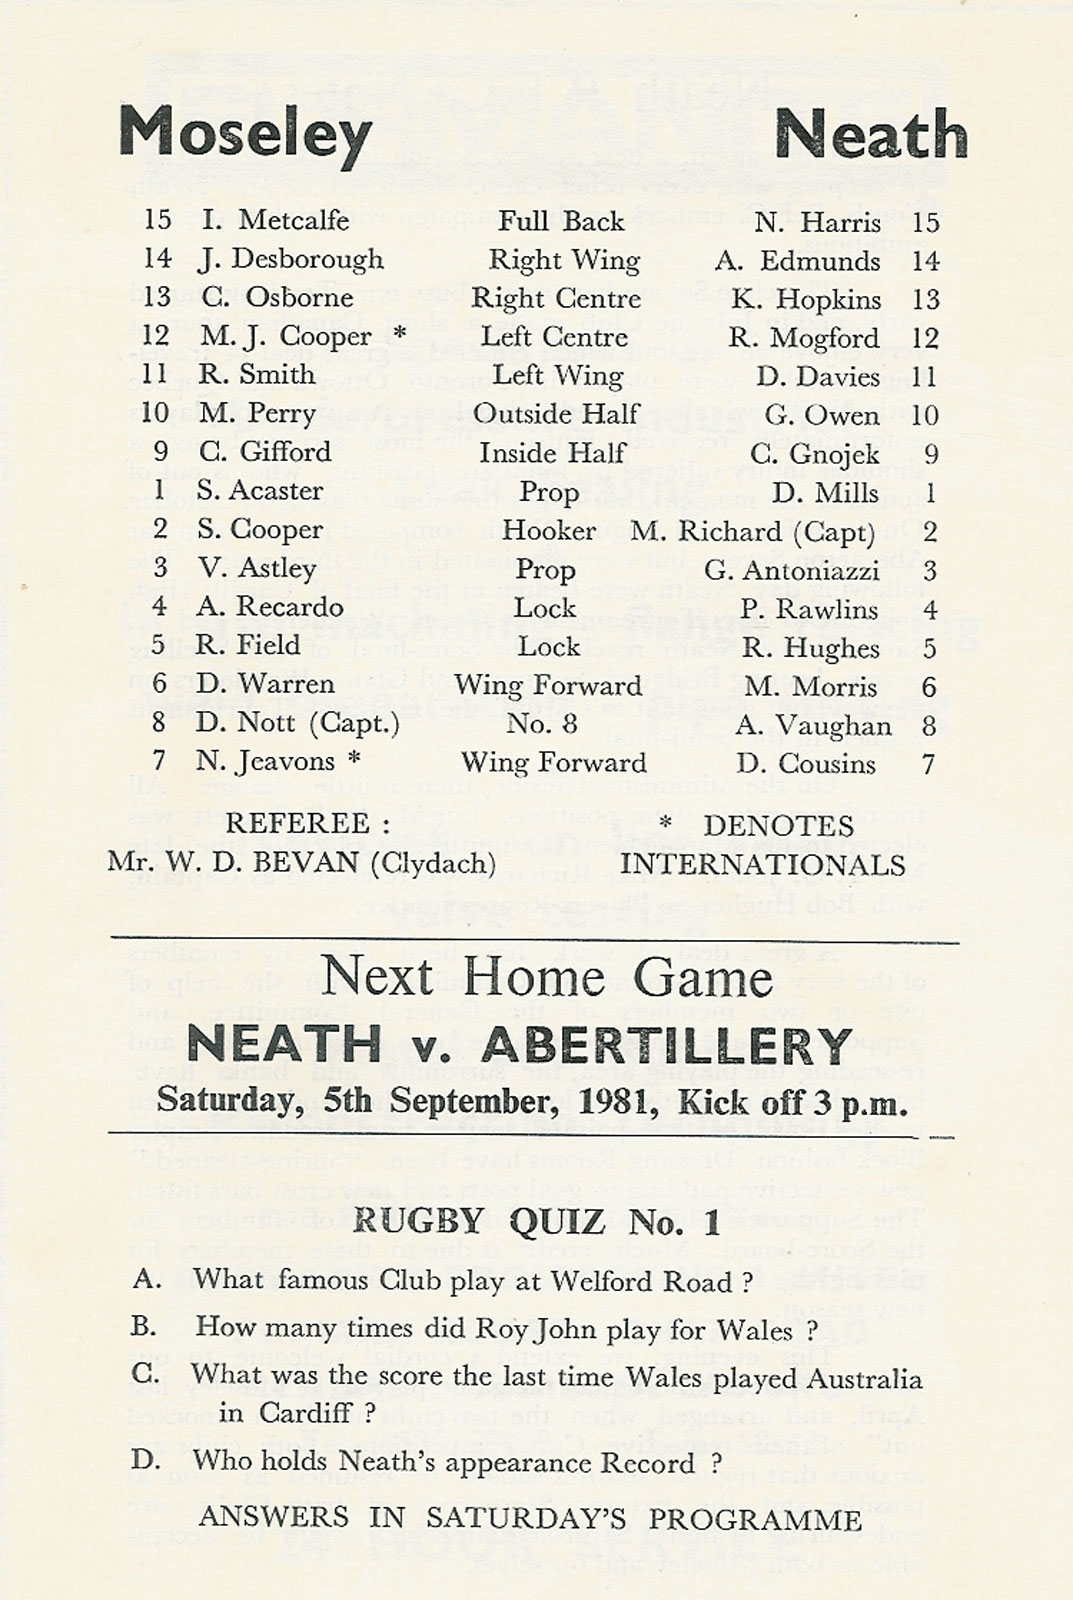 Moseley Neath
15 I. Metcalfe Full Back N. Harris 15
14 J. Desborough Right Wing A. Edmunds 14
13 C. Osborne Right Centre K. Hopkins 13
12 M. J. Cooper * Left Centre R. Mogford 12
11 R. Smith Left Wing D. Davies 11
10 M. Perry Outside Half G. Owen 10
9 C. Gifford Inside Half C. Gnojek 9
1 S. Acaster Prop D. Mills 1
2 S. Cooper Hooker M. Richard (Capt) 2
3 V. Astley Prop G. Antoniazzi 3
4 A. Recardo Lock P. Rawlins 4
5 R. Field Lock R. Hughes 5
6 D. Warren Wing Forward M. Morris 6
8 D. Nott (Capt.) No. 8 A. Vaughan 8
7 N. Jeavons * Wing Forward D. Cousins 7
REFEREE : * DENOTES
Mr. W. D. BEVAN (Clydach) INTERNATIONALS
Next Home Game
NEATH v. ABERTILLERY
Saturday, 5th September, 1981, Kick off 3 p.m.
RUGBY QUIZ No. 1
A. What famous Club play at Welford Road ?
B. How many times did Roy John play for Wales ?
C. What was the score the last time Wales played Australia
in Cardiff ?
D. Who holds Neath's appearance Record ?
ANSWERS IN SATURDAY'S PROGRAMME